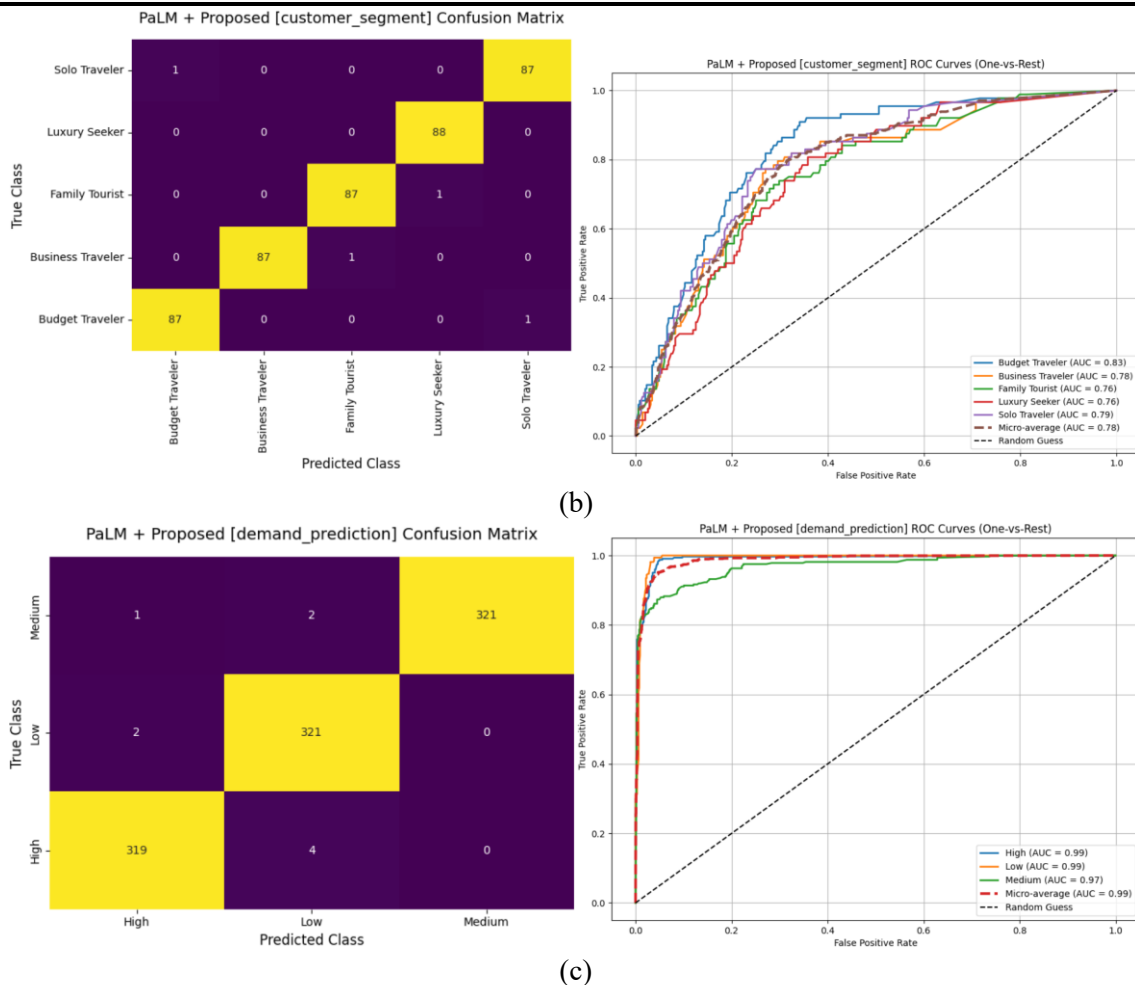 PaLM + Proposed [customer_segment] Confusion Matrix
True Class
Solo Traveler 1 0 0 0 87
Luxury Seeker 0 0 0 88 0
Family Tourist 0 0 87 1 0
Business Traveler 0 87 1 0 0
Budget Traveler 87 0 0 0 1
Budget Traveler
Business Traveler
Family Tourist
Luxury Seeker
Solo Traveler
Predicted Class
PaLM + Proposed [customer_segment] ROC Curves (One-vs-Rest)
True Positive Rate
1.0
0.8
0.6
0.4
0.2
0.0
Budget Traveler (AUC = 0.83)
Business Traveler (AUC = 0.78)
Family Tourist (AUC = 0.76)
Luxury Seeker (AUC = 0.76)
Solo Traveler (AUC = 0.79)
Micro-average (AUC = 0.78)
Random Guess
0.0 0.2 0.4 0.6 0.8 1.0
False Positive Rate
(b)
PaLM + Proposed [demand_prediction] Confusion Matrix
True Class
Medium 1 2 321
Low 2 321 0
High 319 4 0
High Low Medium
Predicted Class
PaLM + Proposed [demand_prediction] ROC Curves (One-vs-Rest)
True Positive Rate
1.0
0.8
0.6
0.4
0.2
0.0
High (AUC = 0.99)
Low (AUC = 0.99)
Medium (AUC = 0.97)
Micro-average (AUC = 0.99)
Random Guess
0.0 0.2 0.4 0.6 0.8 1.0
False Positive Rate
(c)